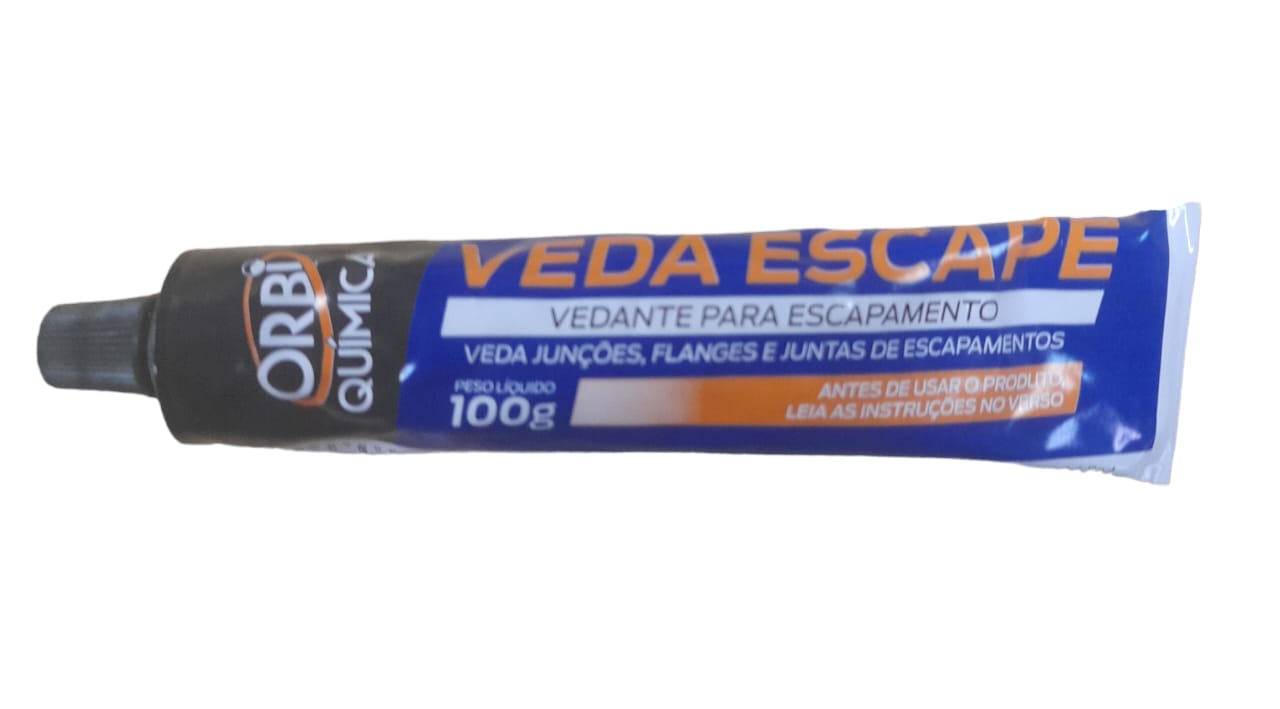 ORBi
QUÍMICA
VEDA ESCAPE
VEDANTE PARA ESCAPAMENTO
VEDA JUNÇÕES, FLANGES E JUNTAS DE ESCAPAMENTOS
PESO LÍQUIDO
100g
ANTES DE USAR O PRODUTO,
LEIA AS INSTRUÇÕES NO VERSO